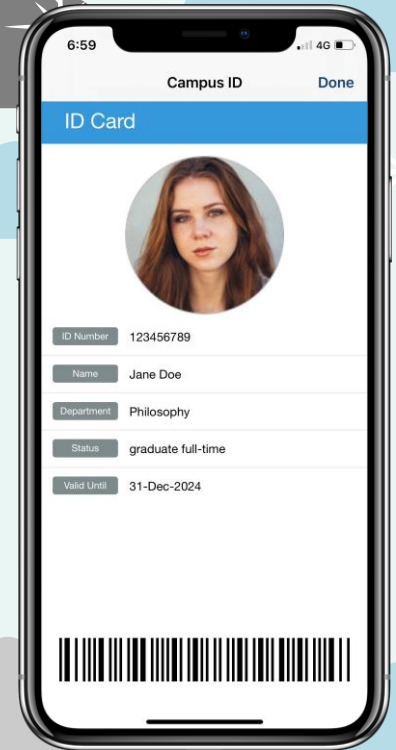 6:59 4G
Campus ID Done
ID Card
ID Number 123456789
Name Jane Doe
Department Philosophy
Status graduate full-time
Valid Until 31-Dec-2024